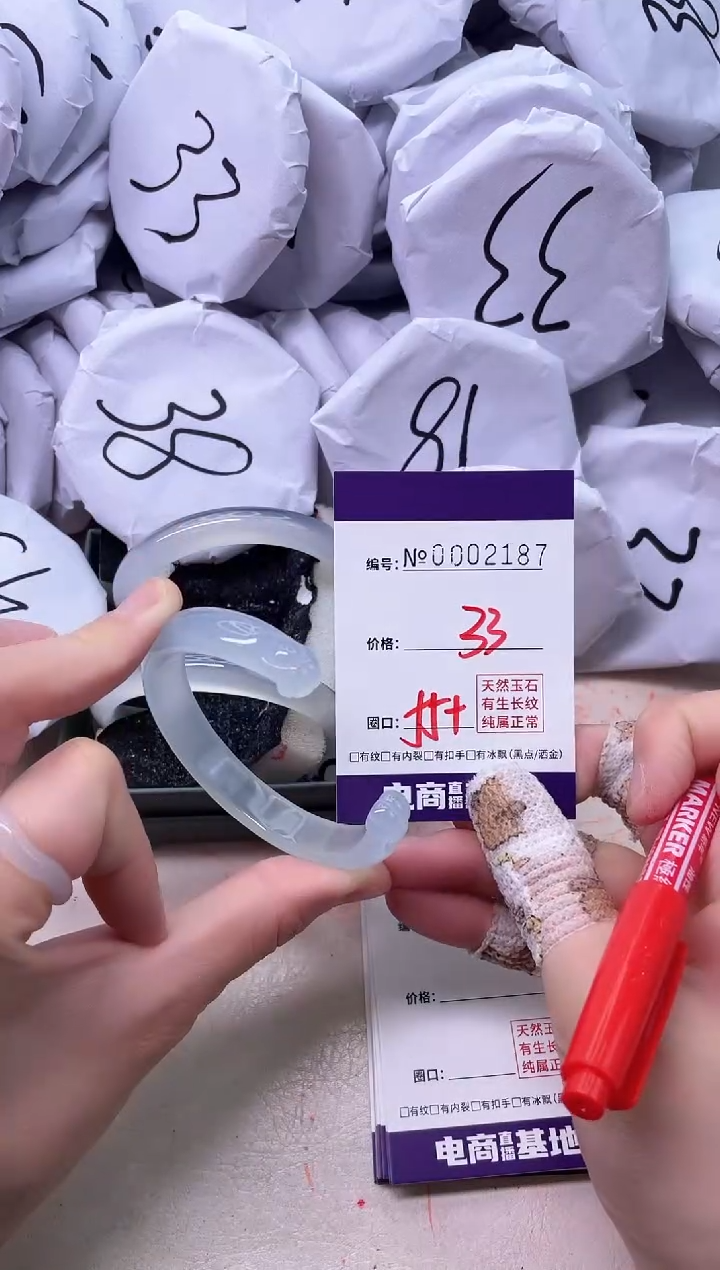 33
33
38
编号：№0002187
价格：33
圈口：
天然玉石
有生长纹
纯属正常
□有纹□有内裂□有扣手□有冰飘(黑点/洒金)
电商直播
MARKER
价格：
天然玉
有生长
纯属正
圈口：
□有纹□有内裂□有扣手□有冰飘(
电商直播基地